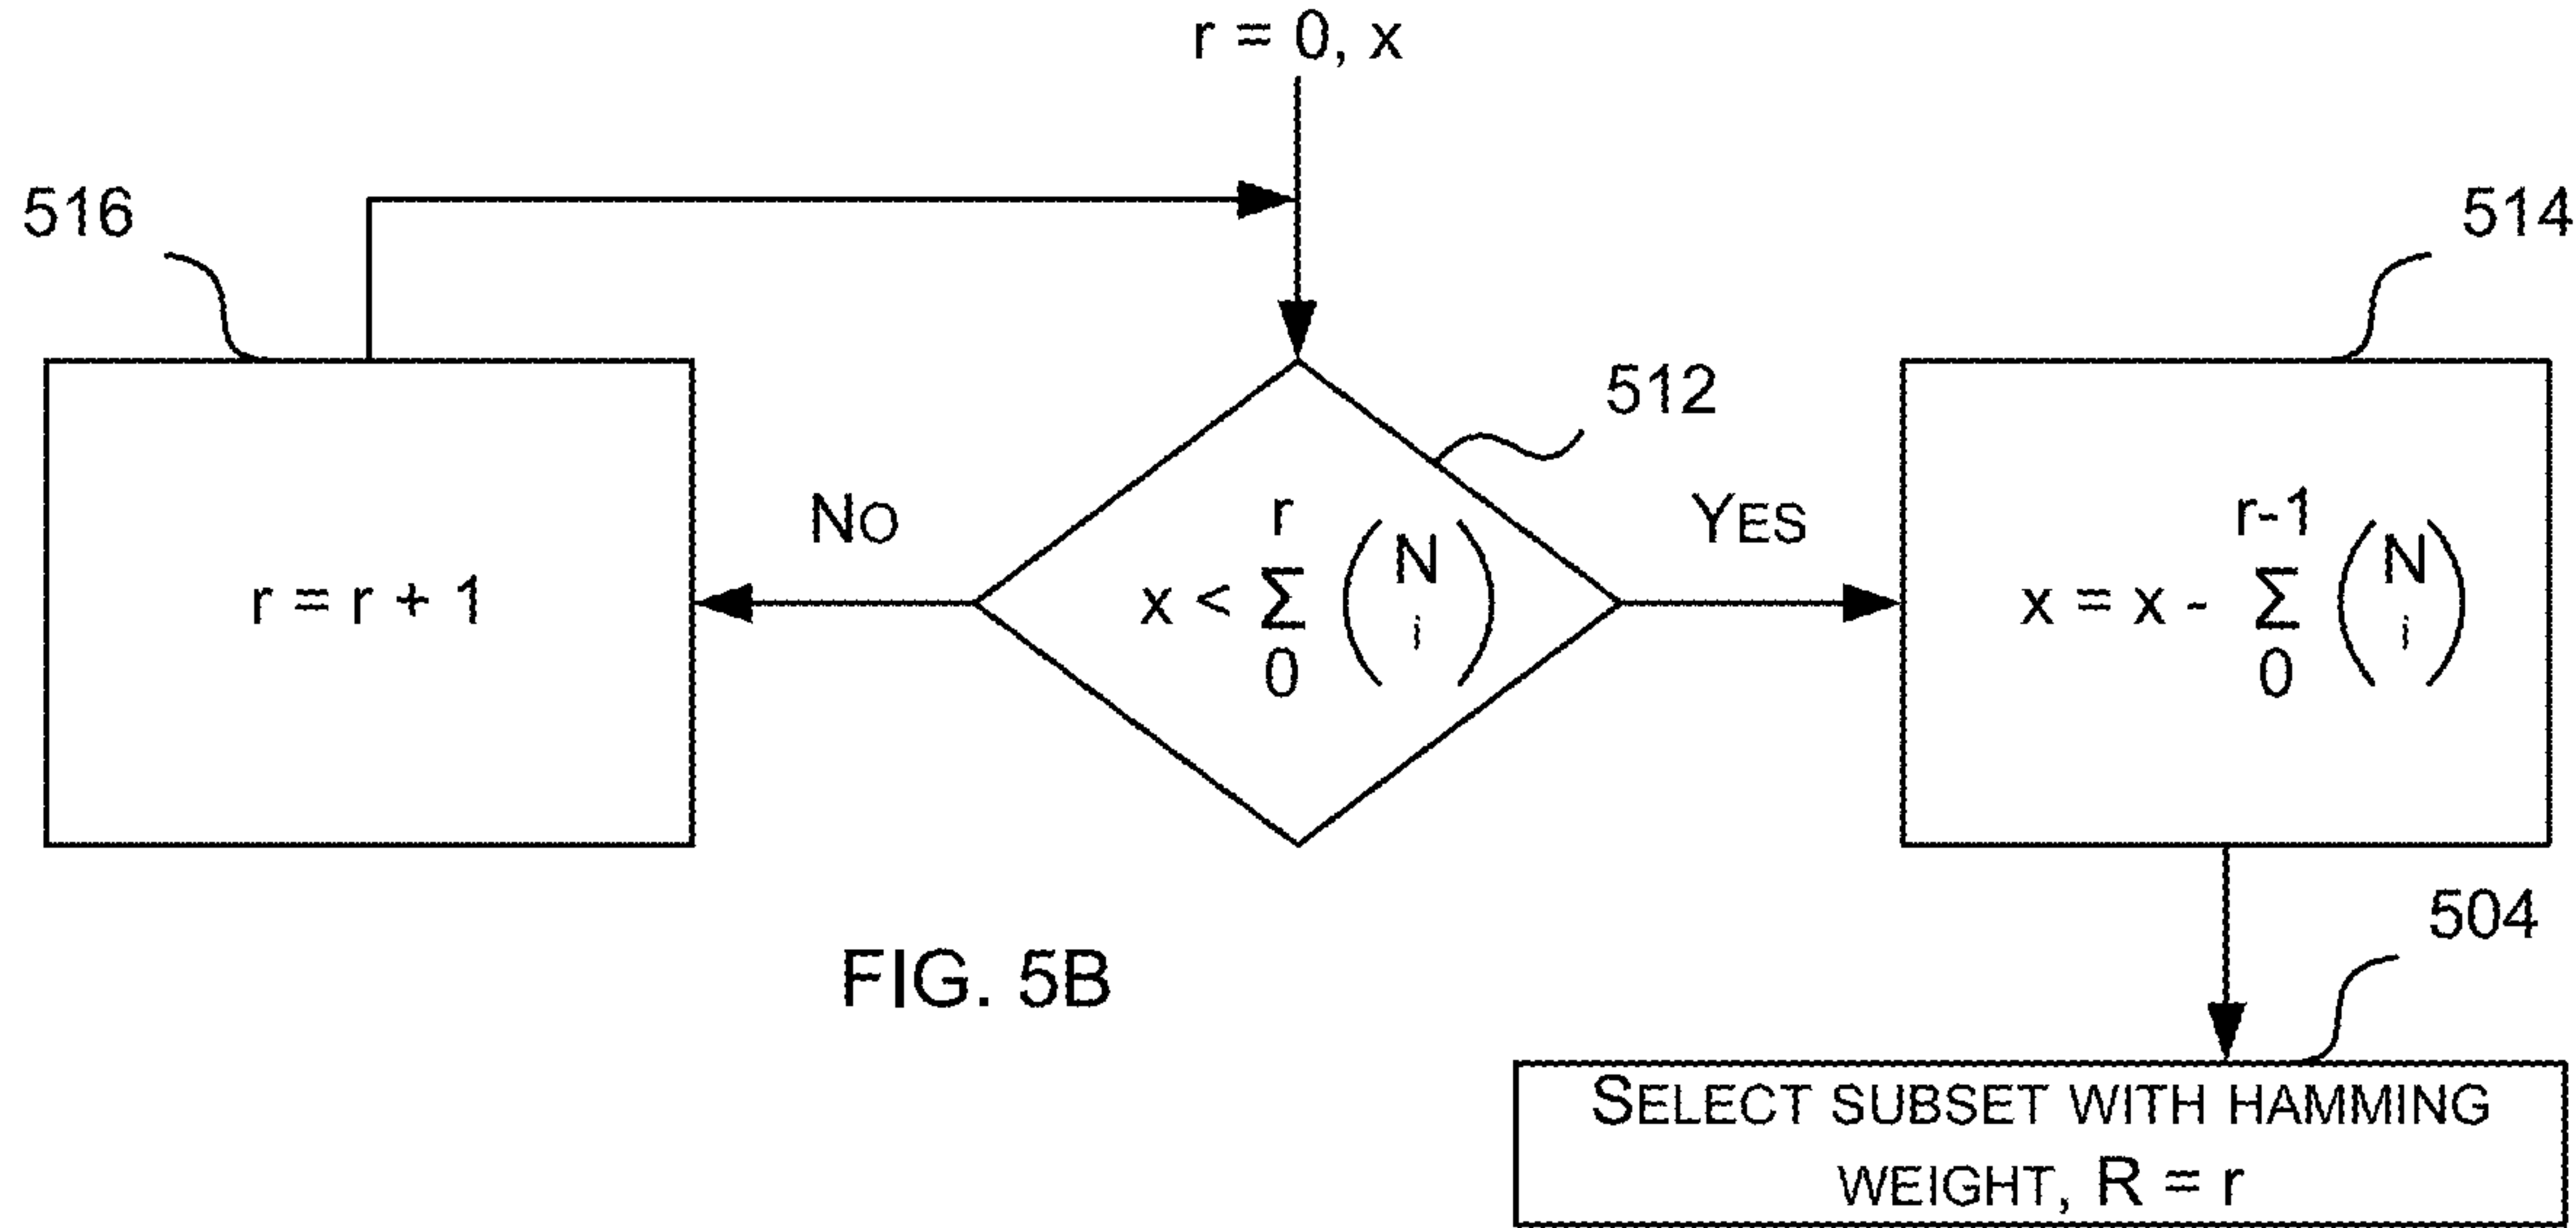 r = 0, x
516
514
512
r = r + 1
NO
r
x < Σ (N i)
0
YES
r-1
x = x - Σ (N i)
0
504
FIG. 5B
SELECT SUBSET WITH HAMMING
WEIGHT, R = r